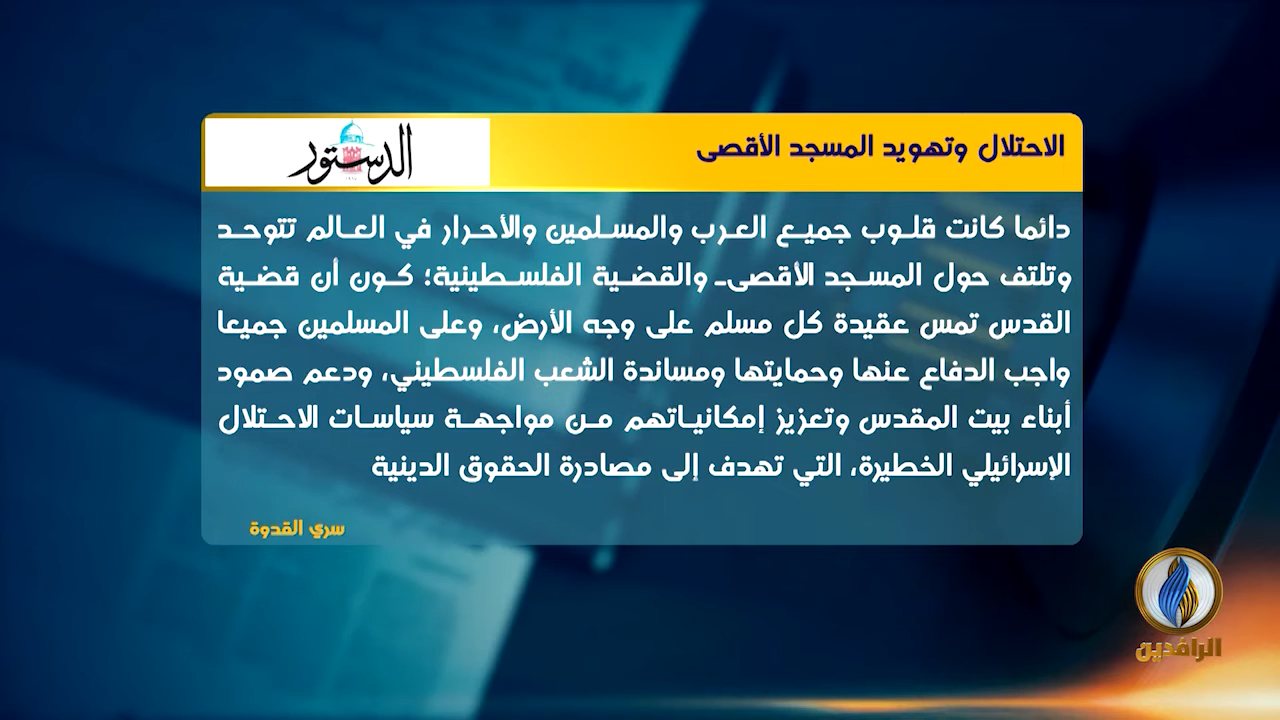 الاحتلال وتهويد المسجد الأقصى
الدستور
دائما كانت قلوب جميع العرب والمسلمين والأحرار في العالم تتوحد
وتلتف حول المسجد الأقصى- والقضية الفلسطينية؛ كون أن قضية
القدس تمس عقيدة كل مسلم على وجه الأرض، وعلى المسلمين جميعا
واجب الدفاع عنها وحمايتها ومساندة الشعب الفلسطيني، ودعم صمود
أبناء بيت المقدس وتعزيز إمكانياتهم من مواجهة سياسات الاحتلال
الإسرائيلي الخطيرة، التي تهدف إلى مصادرة الحقوق الدينية
سري القدوة
الرافدين